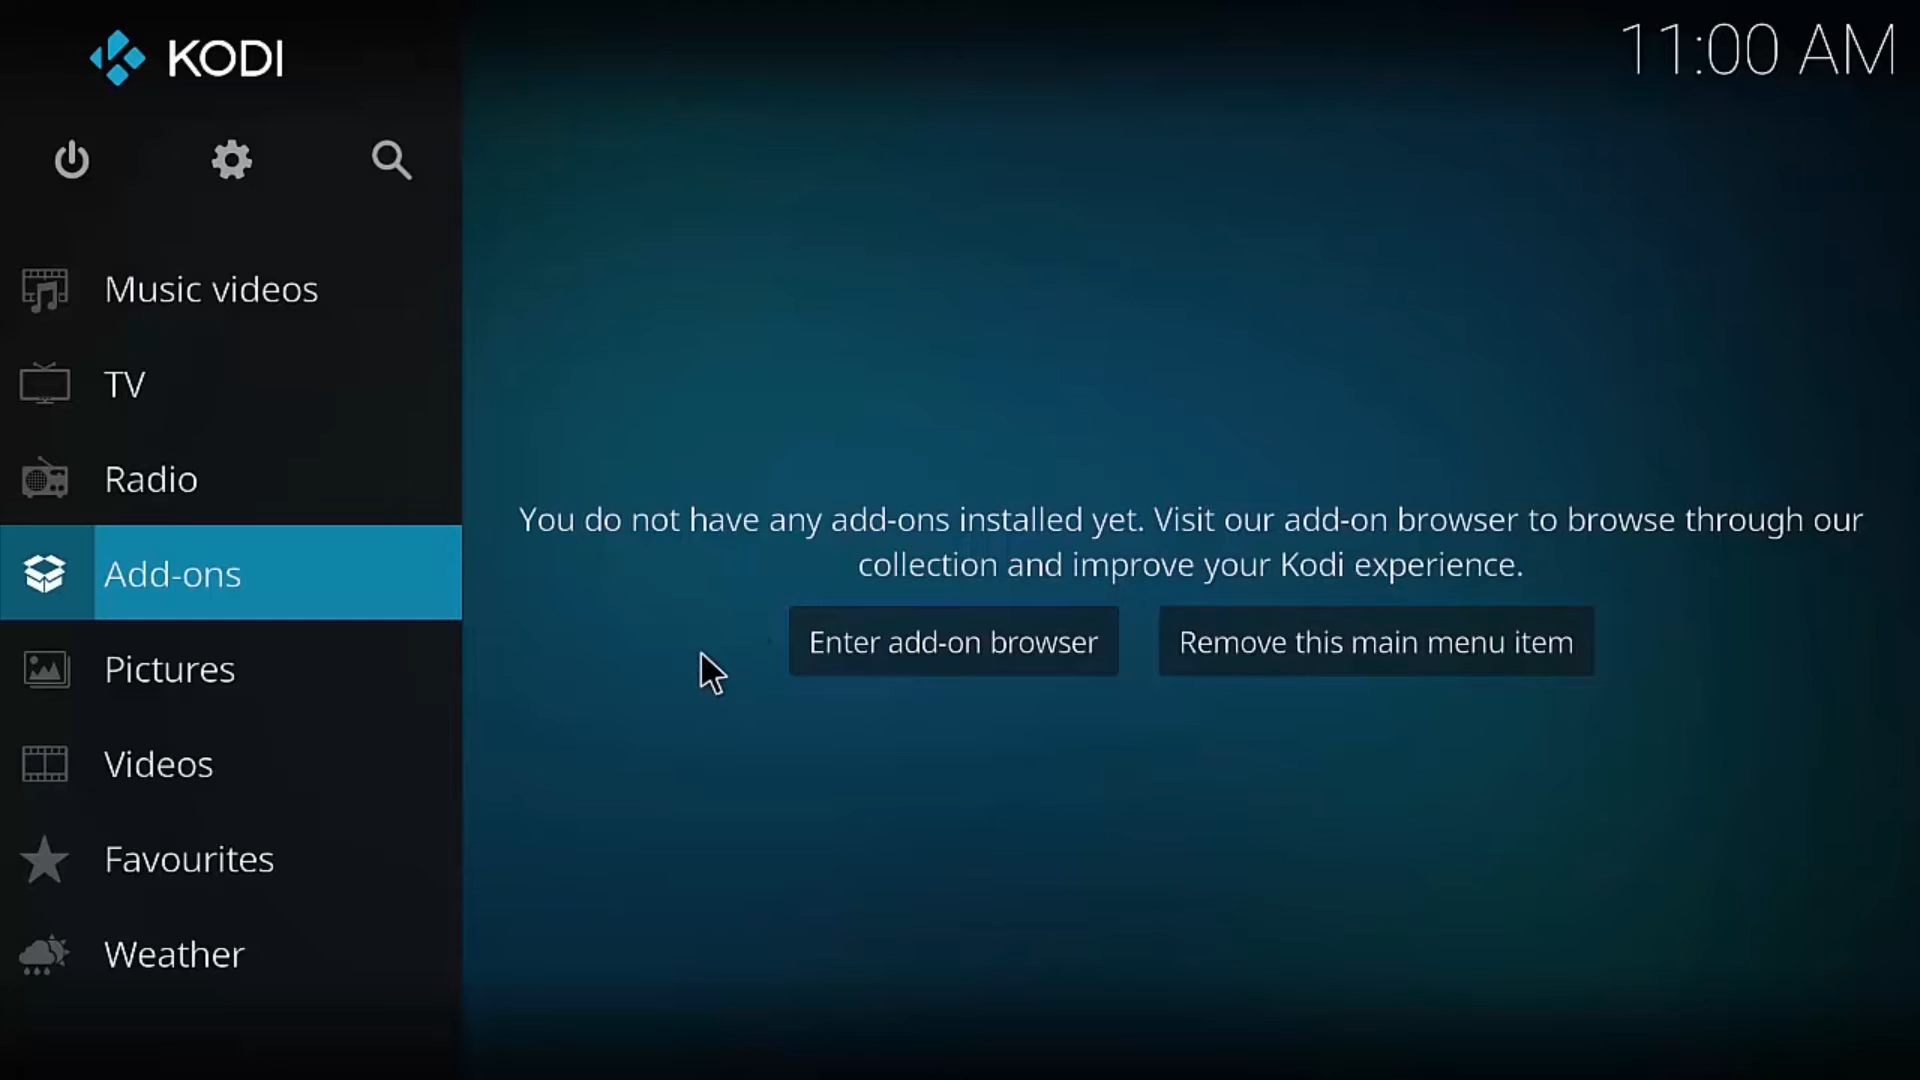 KODI
11:00 AM
Music videos
TV
Radio
Add-ons
Pictures
Videos
Favourites
Weather
You do not have any add-ons installed yet. Visit our add-on browser to browse through our
collection and improve your Kodi experience.
Enter add-on browser
Remove this main menu item